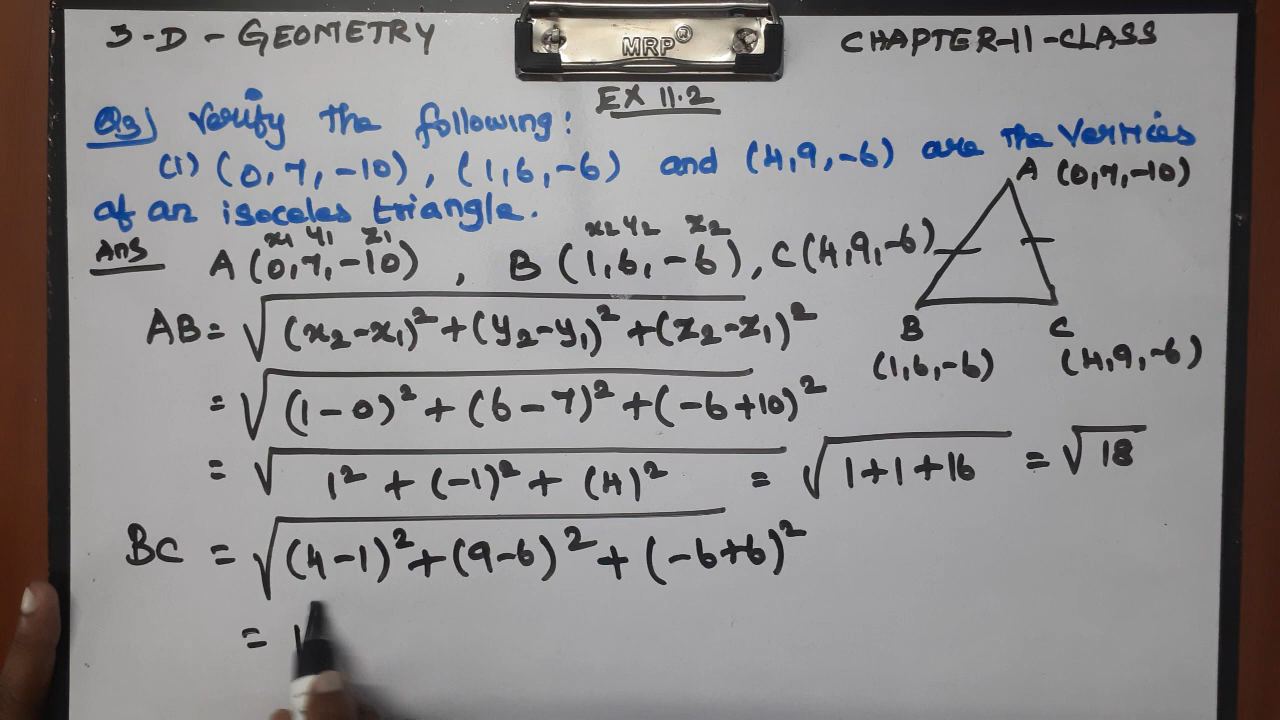 3-D-GEOMETRY
MRP®
CHAPTER-11-CLASS
EX 11.2
Q3) Verify the following:
(i) (0,7,-10), (1,6,-6) and (4,9,-6) are the vertices
of an isoceles triangle.
A (0,7,-10)
Ans
x₁ y₁ z₁ x₂ y₂ z₂
A (0,7,-10), B (1,6,-6), C(4,9,-6)
AB = √(x₂-x₁)²+(y₂-y₁)²+(z₂-z₁)²
B C
(1,6,-6) (4,9,-6)
= √(1-0)²+(6-7)²+(-6+10)²
= √1²+(-1)²+(4)² = √1+1+16 = √18
BC = √(4-1)²+(9-6)²+(-6+6)²
=